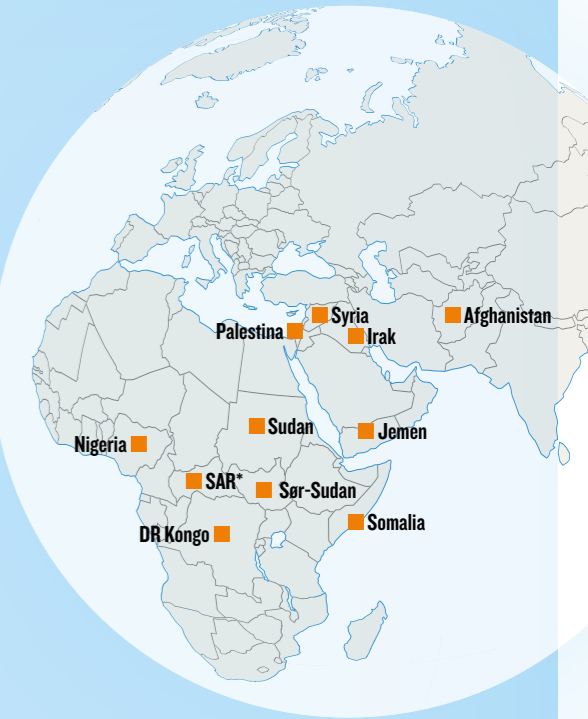 Syria
Afghanistan
Palestina
Irak
Sudan
Jemen
Nigeria
SAR*
Sør-Sudan
Somalia
DR Kongo